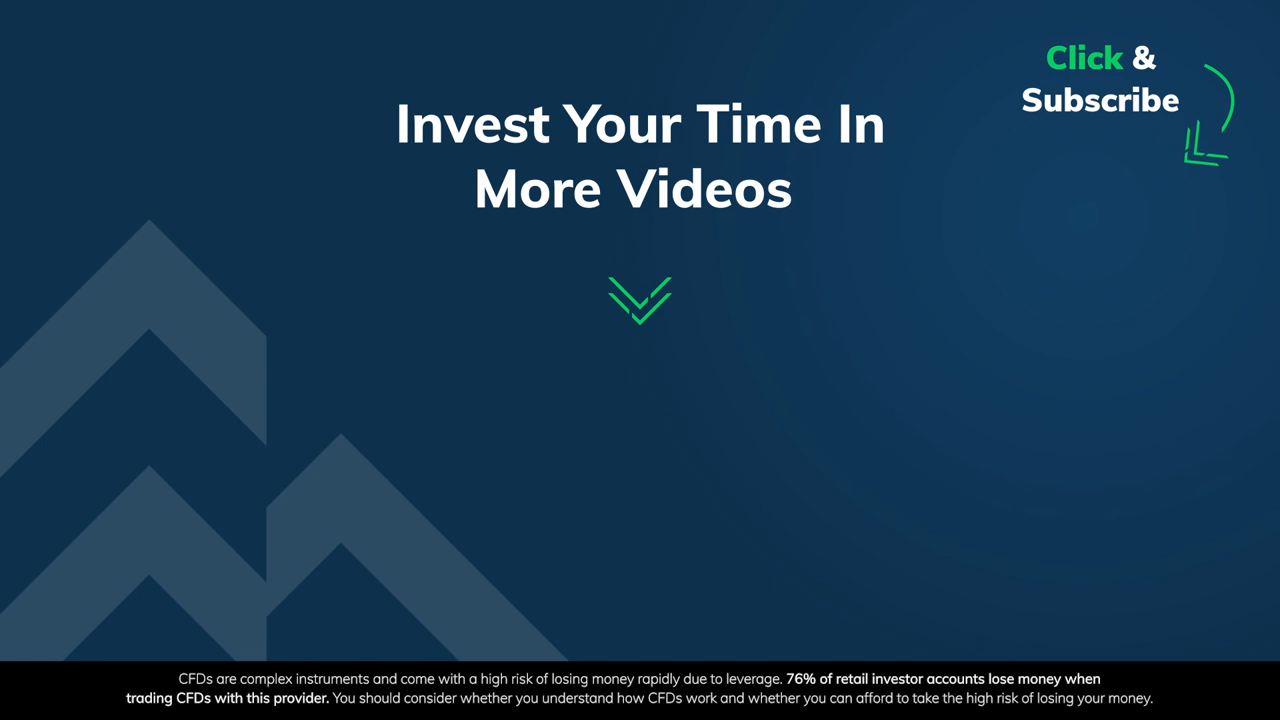 Click &
Subscribe
Invest Your Time In
More Videos
CFDs are complex instruments and come with a high risk of losing money rapidly due to leverage. 76% of retail investor accounts lose money when
trading CFDs with this provider. You should consider whether you understand how CFDs work and whether you can afford to take the high risk of losing your money.